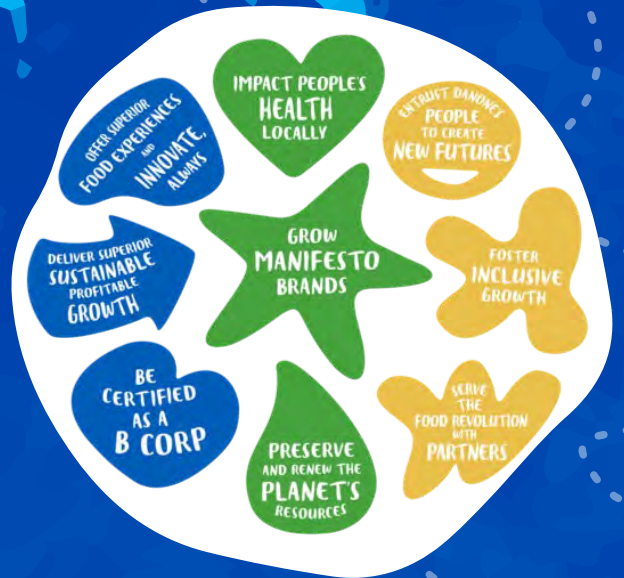 IMPACT PEOPLE'S
HEALTH
LOCALLY
ENTRUST DANONE'S
PEOPLE
TO CREATE
NEW FUTURES
FOSTER
INCLUSIVE
GROWTH
SERVE
THE
FOOD REVOLUTION
WITH
PARTNERS
PRESERVE
AND RENEW THE
PLANET'S
RESOURCES
BE
CERTIFIED
AS A
B CORP
DELIVER SUPERIOR
SUSTAINABLE
PROFITABLE
GROWTH
OFFER SUPERIOR
FOOD EXPERIENCES
AND
INNOVATE,
ALWAYS
GROW
MANIFESTO
BRANDS